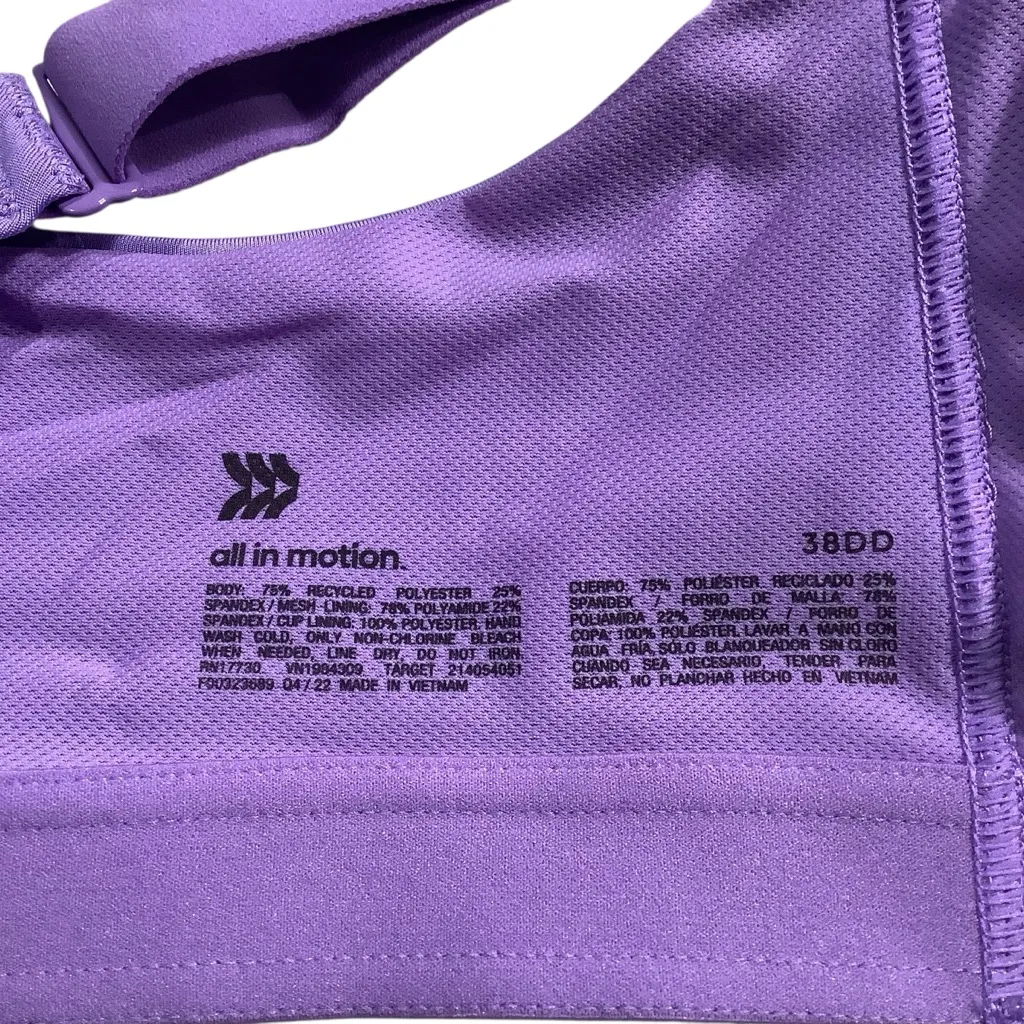 all in motion.
BODY: 75% RECYCLED POLYESTER 25%
SPANDEX / MESH LINING: 78% POLYAMIDE 22%
SPANDEX / CUP LINING: 100% POLYESTER. HAND
WASH COLD, ONLY NON-CHLORINE BLEACH
WHEN NEEDED, LINE DRY, DO NOT IRON.
RN17730 VN1984309 TARGET 214054051
F90323689 Q4 / 22 MADE IN VIETNAM
38DD
CUERPO: 75% POLIÉSTER RECICLADO 25%
SPANDEX / FORRO DE MALLA: 78%
POLIAMIDA 22% SPANDEX / FORRO DE
COPA: 100% POLIÉSTER. LAVAR A MANO CON
AGUA FRÍA, SOLO BLANQUEADOR SIN CLORO
CUANDO SEA NECESARIO, TENDER PARA
SECAR, NO PLANCHAR HECHO EN VIETNAM